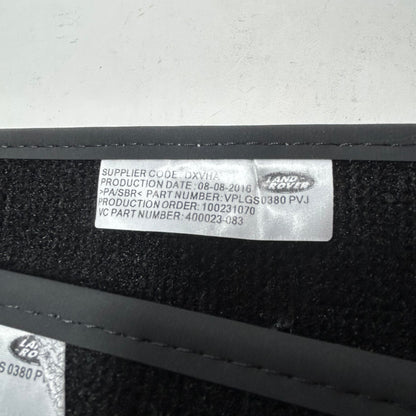 SUPPLIER CODE: DXVHA
PRODUCTION DATE: 08-08-2016
>PA/SBR< PART NUMBER: VPLGS0380 PVJ
PRODUCTION ORDER: 100231070
VC PART NUMBER: 400023-083
LAND ROVER
LAND ROVER
S 0380 P